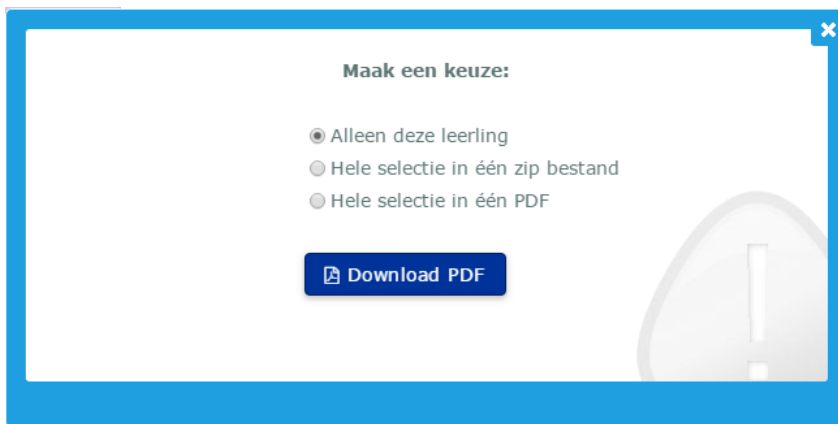 Maak een keuze:
Alleen deze leerling
Hele selectie in één zip bestand
Hele selectie in één PDF
Download PDF